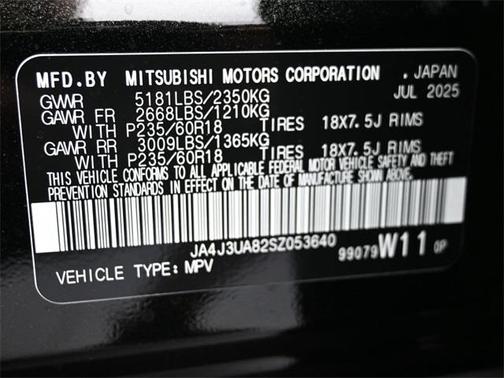 MFD.BY MITSUBISHI MOTORS CORPORATION . JAPAN
GVWR 5181LBS/2350KG JUL 2025
GAWR FR 2668LBS/1210KG
WITH P235/60R18 TIRES 18X7.5J RIMS
GAWR RR 3009LBS/1365KG
WITH P235/60R18 TIRES 18X7.5J RIMS
THIS VEHICLE CONFORMS TO ALL APPLICABLE FEDERAL MOTOR VEHICLE SAFETY AND THEFT
PREVENTION STANDARDS IN EFFECT ON THE DATE OF MANUFACTURE SHOWN ABOVE.
JA4J3UA82SZ053640
99079 W11 0P
VEHICLE TYPE: MPV